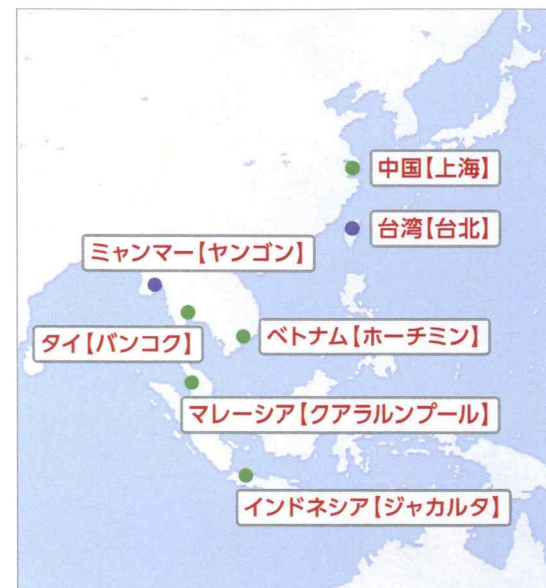 中国【上海】
台湾【台北】
ミャンマー【ヤンゴン】
タイ【バンコク】
ベトナム【ホーチミン】
マレーシア【クアラルンプール】
インドネシア【ジャカルタ】